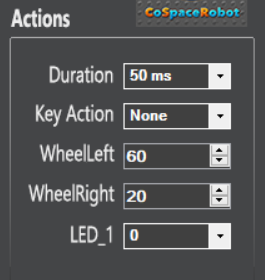 Actions CoSpaceRobot
Duration 50 ms
Key Action None
WheelLeft 60
WheelRight 20
LED_1 0